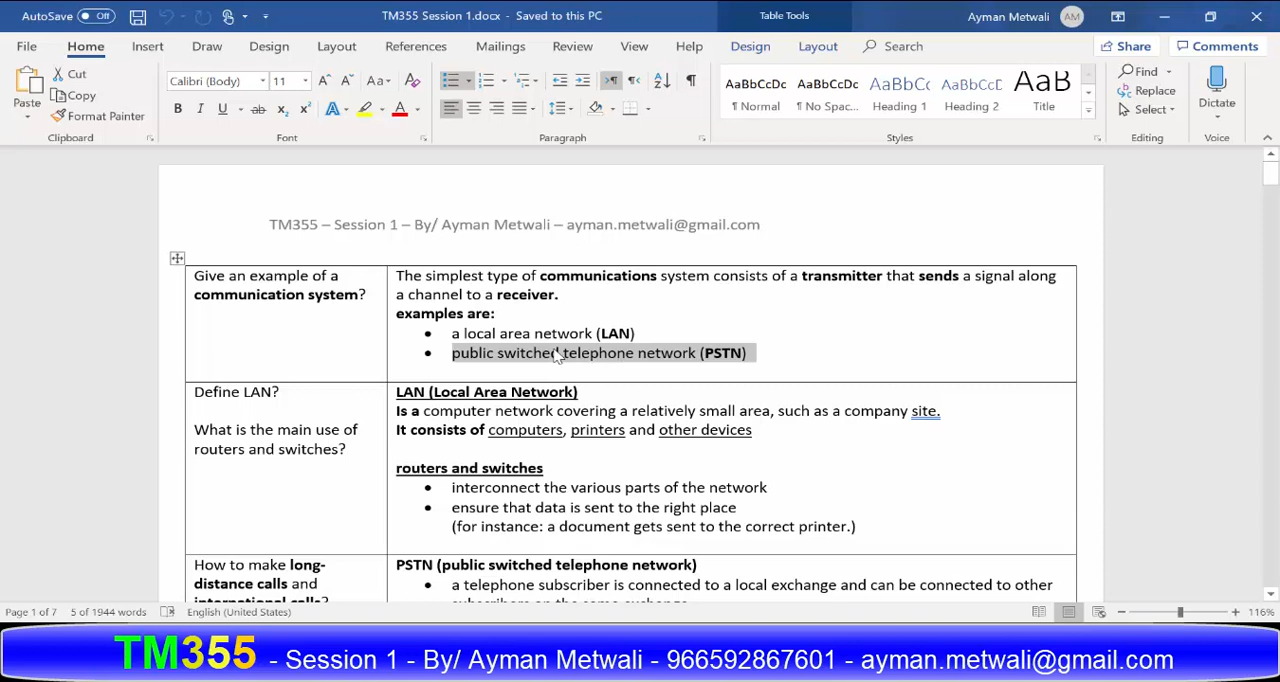 AutoSave Off TM355 Session 1.docx - Saved to this PC Table Tools Ayman Metwali AM
File Home Insert Draw Design Layout References Mailings Review View Help Design Layout Search Share Comments
Paste Cut Copy Format Painter
Calibri (Body) 11
AaBbCcDc AaBbCcDc AaBbCc AaBbCcD AaB
¶ Normal ¶ No Spac... Heading 1 Heading 2 Title
Find Replace Select Dictate
Clipboard Font Paragraph Styles Editing Voice
TM355 – Session 1 – By/ Ayman Metwali – ayman.metwali@gmail.com
Give an example of a
communication system?
The simplest type of communications system consists of a transmitter that sends a signal along
a channel to a receiver.
examples are:
• a local area network (LAN)
• public switched telephone network (PSTN)
Define LAN?
What is the main use of
routers and switches?
LAN (Local Area Network)
Is a computer network covering a relatively small area, such as a company site.
It consists of computers, printers and other devices
routers and switches
• interconnect the various parts of the network
• ensure that data is sent to the right place
(for instance: a document gets sent to the correct printer.)
How to make long-
distance calls and
international calls?
PSTN (public switched telephone network)
• a telephone subscriber is connected to a local exchange and can be connected to other
subscribers on the same exchange
Page 1 of 7 5 of 1944 words English (United States) 116%
TM355 - Session 1 - By/ Ayman Metwali - 966592867601 - ayman.metwali@gmail.com